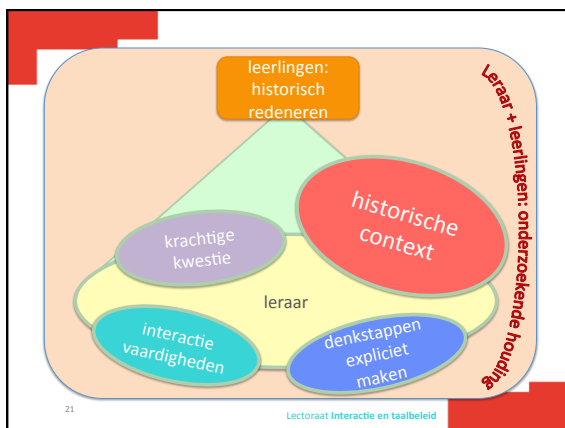 leerlingen:
historisch
redeneren
Leraar + leerlingen: onderzoekende houding
historische
context
krachtige
kwestie
leraar
interactie
vaardigheden
denkstappen
expliciet
maken
21
Lectoraat Interactie en taalbeleid